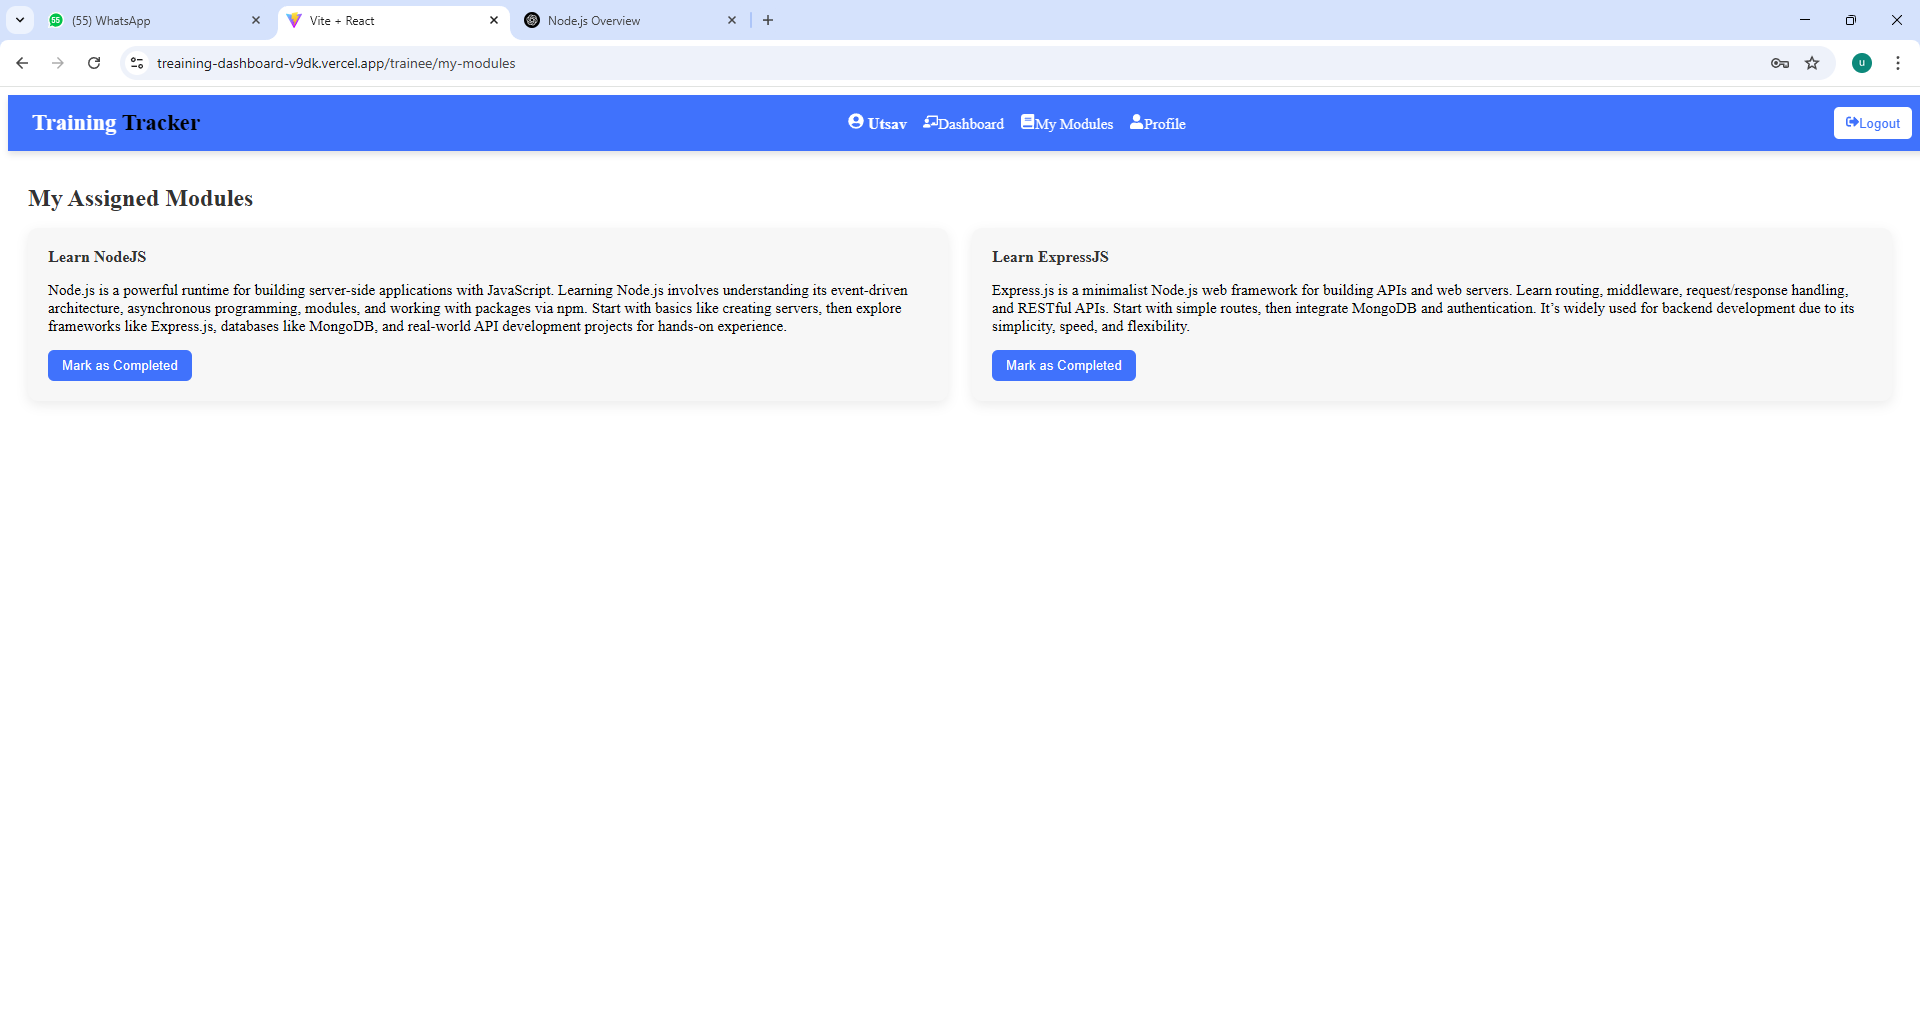 55
(55) WhatsApp
Vite + React
Node.js Overview
treaining-dashboard-v9dk.vercel.app/trainee/my-modules
u
Training Tracker
Utsav
Dashboard
My Modules
Profile
Logout
My Assigned Modules
Learn NodeJS
Node.js is a powerful runtime for building server-side applications with JavaScript. Learning Node.js involves understanding its event-driven
architecture, asynchronous programming, modules, and working with packages via npm. Start with basics like creating servers, then explore
frameworks like Express.js, databases like MongoDB, and real-world API development projects for hands-on experience.
Mark as Completed
Learn ExpressJS
Express.js is a minimalist Node.js web framework for building APIs and web servers. Learn routing, middleware, request/response handling,
and RESTful APIs. Start with simple routes, then integrate MongoDB and authentication. It’s widely used for backend development due to its
simplicity, speed, and flexibility.
Mark as Completed